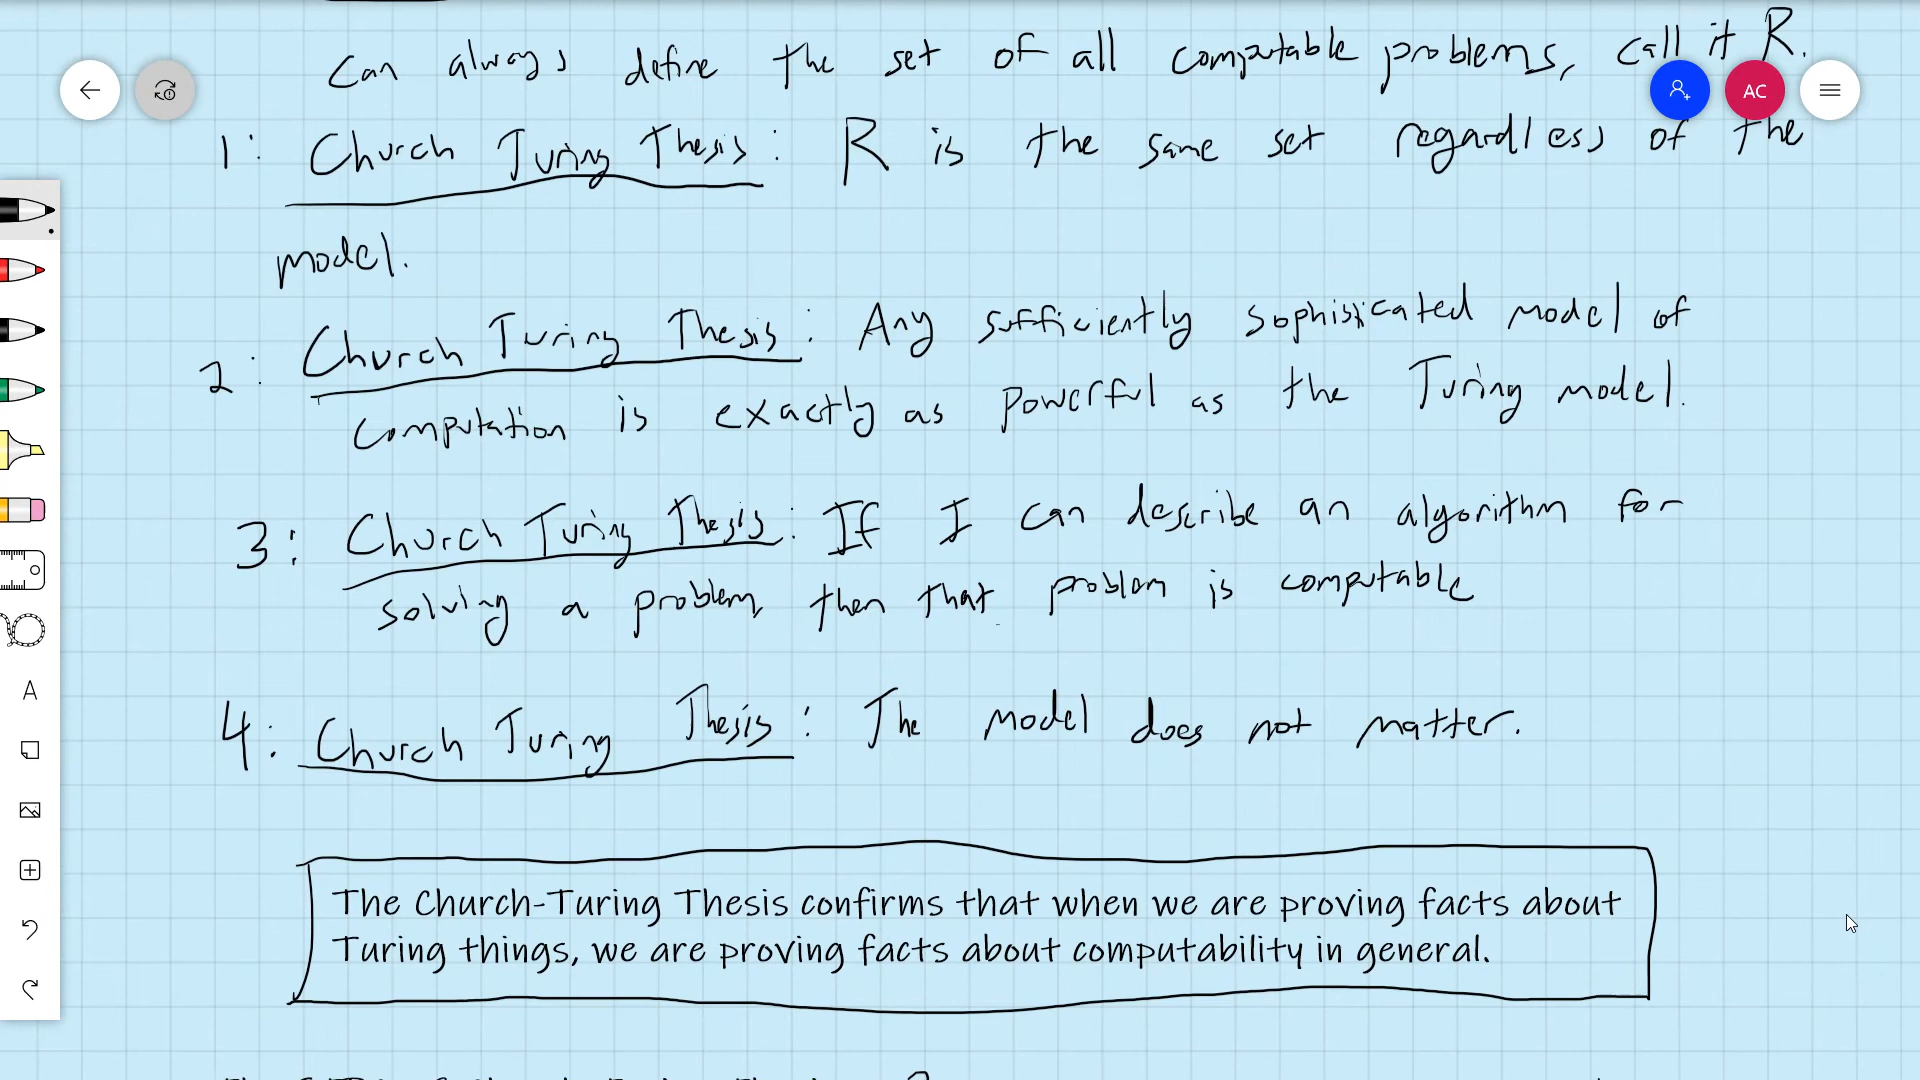 Can always define the set of all computable problems, call it R.
AC
1: Church Turing Thesis: R is the same set regardless of the
model.
2: Church Turing Thesis: Any sufficiently sophisticated model of
computation is exactly as powerful as the Turing model.
3: Church Turing Thesis: If I can describe an algorithm for
solving a problem, then that problem is computable
4: Church Turing Thesis: The model does not matter.
A
The Church-Turing Thesis confirms that when we are proving facts about
Turing things, we are proving facts about computability in general.